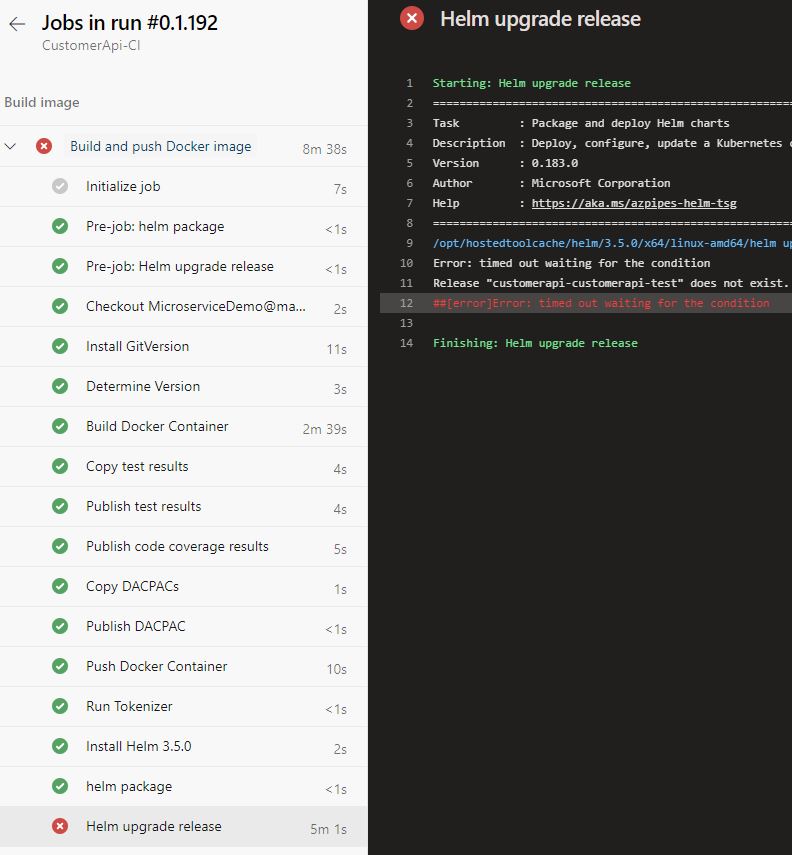 Jobs in run #0.1.192
CustomerApi-CI
Build image
Build and push Docker image 8m 38s
Initialize job 7s
Pre-job: helm package <1s
Pre-job: Helm upgrade release <1s
Checkout MicroserviceDemo@ma... 2s
Install GitVersion 11s
Determine Version 3s
Build Docker Container 2m 39s
Copy test results 4s
Publish test results 4s
Publish code coverage results 5s
Copy DACPACs 1s
Publish DACPAC <1s
Push Docker Container 10s
Run Tokenizer <1s
Install Helm 3.5.0 2s
helm package <1s
Helm upgrade release 5m 1s
Helm upgrade release
1 Starting: Helm upgrade release
2 ==============================================================================
3 Task : Package and deploy Helm charts
4 Description : Deploy, configure, update a Kubernetes
5 Version : 0.183.0
6 Author : Microsoft Corporation
7 Help : https://aka.ms/azpipes-helm-tsg
8 ==============================================================================
9 /opt/hostedtoolcache/helm/3.5.0/x64/linux-amd64/helm up
10 Error: timed out waiting for the condition
11 Release "customerapi-customerapi-test" does not exist.
12 ##[error]Error: timed out waiting for the condition
13
14 Finishing: Helm upgrade release